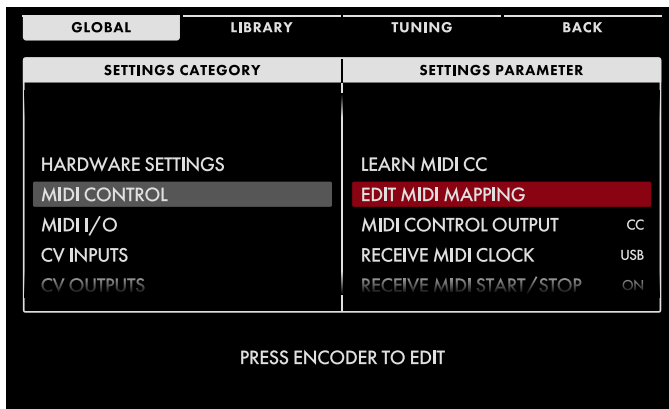 GLOBAL LIBRARY TUNING BACK
SETTINGS CATEGORY SETTINGS PARAMETER
HARDWARE SETTINGS LEARN MIDI CC
MIDI CONTROL EDIT MIDI MAPPING
MIDI I/O MIDI CONTROL OUTPUT CC
CV INPUTS RECEIVE MIDI CLOCK USB
CV OUTPUTS RECEIVE MIDI START/STOP ON
PRESS ENCODER TO EDIT